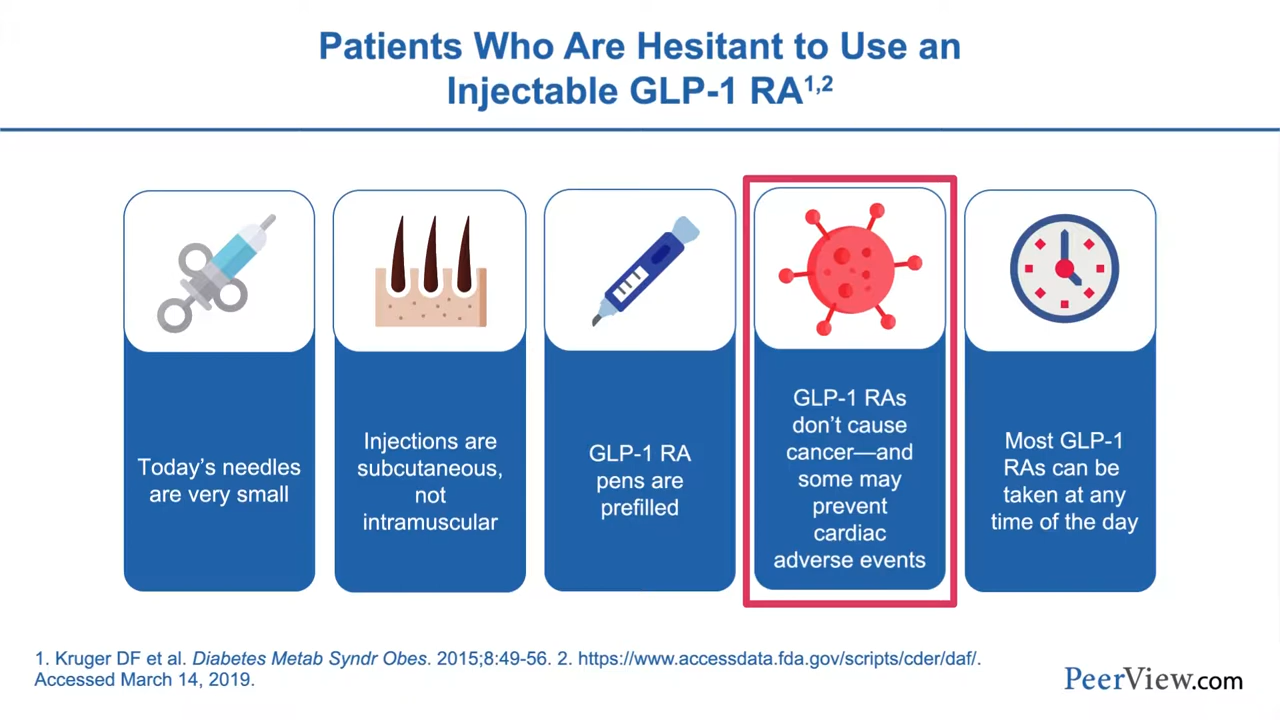 Patients Who Are Hesitant to Use an
Injectable GLP-1 RA1,2
Today’s needles
are very small
Injections are
subcutaneous,
not
intramuscular
GLP-1 RA
pens are
prefilled
GLP-1 RAs
don’t cause
cancer—and
some may
prevent
cardiac
adverse events
Most GLP-1
RAs can be
taken at any
time of the day
1. Kruger DF et al. Diabetes Metab Syndr Obes. 2015;8:49-56. 2. https://www.accessdata.fda.gov/scripts/cder/daf/.
Accessed March 14, 2019.
PeerView.com